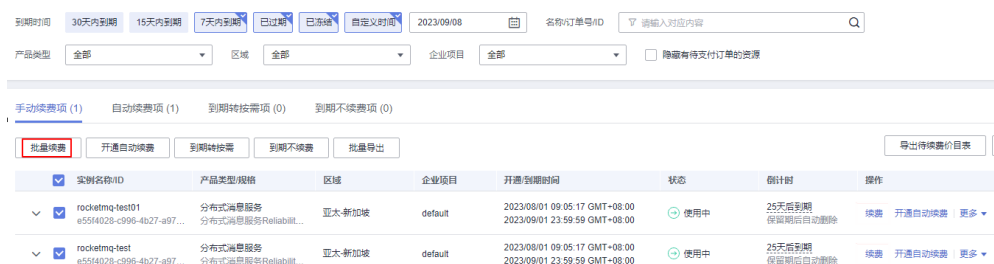 到期时间 30天内到期 15天内到期 7天内到期 已过期 已冻结 自定义时间 2023/09/08 名称/订单号/ID 请输入对应内容
产品类型 全部 区域 全部 企业项目 全部 隐藏有待支付订单的资源
手动续费项 (1) 自动续费项 (1) 到期转按需项 (0) 到期不续费项 (0)
批量续费 开通自动续费 到期转按需 到期不续费 批量导出 导出待续费价目表
实例名称/ID 产品类型/规格 区域 企业项目 开通/到期时间 状态 倒计时 操作
rocketmq-test01 分布式消息服务 亚太-新加坡 default 2023/08/01 09:05:17 GMT+08:00 使用中 25天后到期 续费 开通自动续费 更多
e55f4028-c996-4b27-a97... 分布式消息服务Reliabilit... 2023/09/01 23:59:59 GMT+08:00 保留期后自动删除
rocketmq-test 分布式消息服务 亚太-新加坡 default 2023/08/01 09:05:17 GMT+08:00 使用中 25天后到期 续费 开通自动续费 更多
e55f4028-c996-4b27-a97... 分布式消息服务Reliabilit... 2023/09/01 23:59:59 GMT+08:00 保留期后自动删除